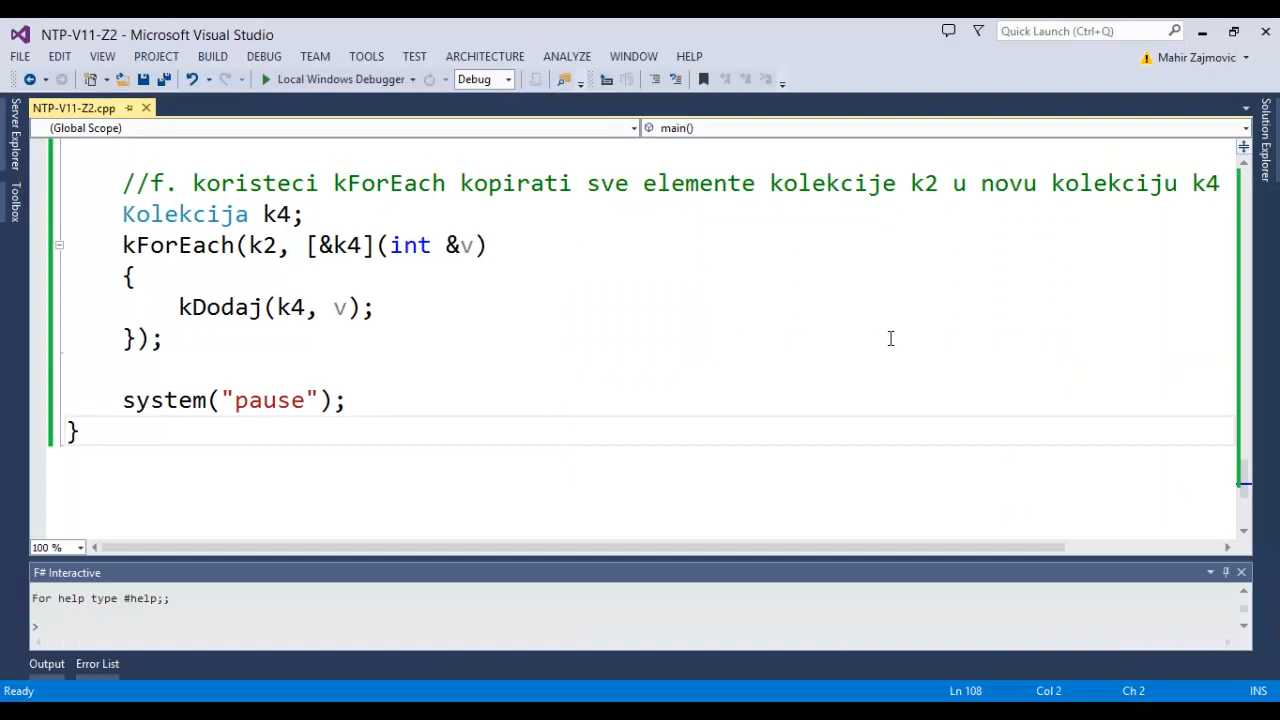 NTP-V11-Z2 - Microsoft Visual Studio
Quick Launch (Ctrl+Q)
FILE EDIT VIEW PROJECT BUILD DEBUG TEAM TOOLS TEST ARCHITECTURE ANALYZE WINDOW HELP
Mahir Zajmovic
Local Windows Debugger
Debug
NTP-V11-Z2.cpp
(Global Scope)
main()
Server Explorer
Toolbox
Solution Explorer
//f. koristeci kForEach kopirati sve elemente kolekcije k2 u novu kolekciju k4
Kolekcija k4;
kForEach(k2, [&k4](int &v)
{
kDodaj(k4, v);
});
system("pause");
}
100 %
F# Interactive
For help type #help;;
>
Output Error List
Ready
Ln 108 Col 2 Ch 2 INS